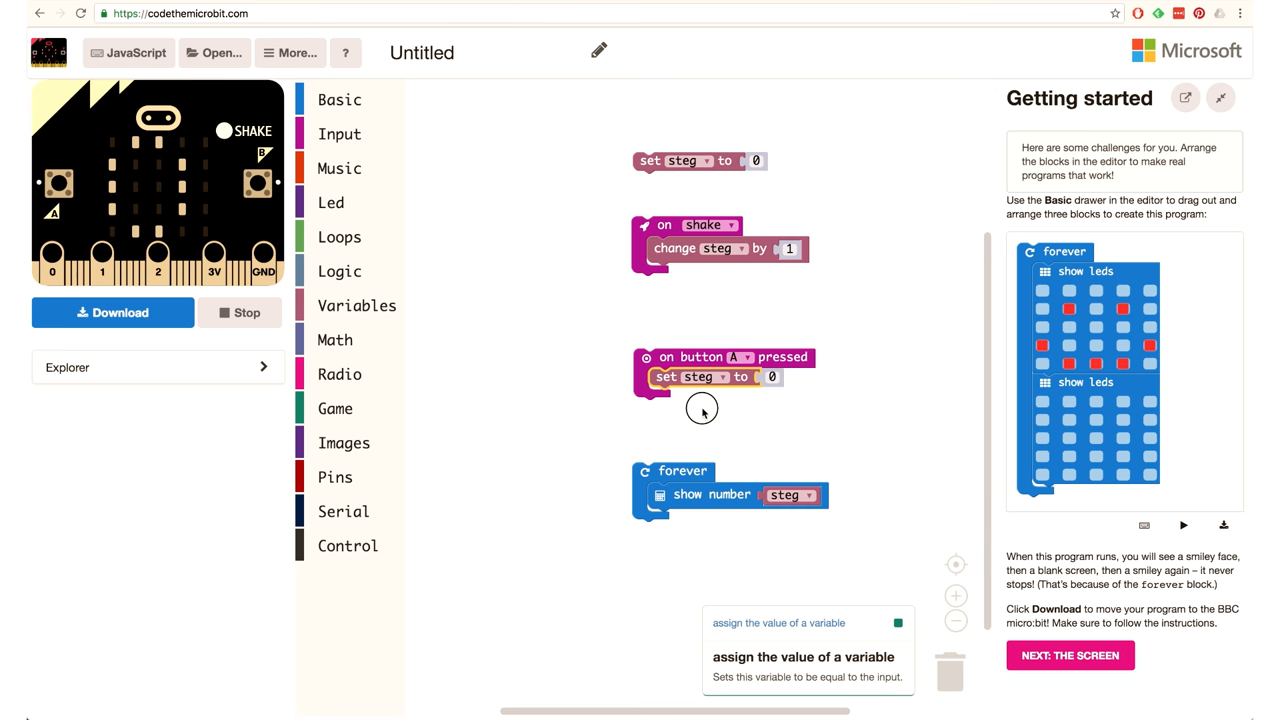 https://codethemicrobit.com
JavaScript
Open...
More...
?
Untitled
Microsoft
SHAKE
B
A
0 1 2 3V GND
Download
Stop
Explorer
Basic
Input
Music
Led
Loops
Logic
Variables
Math
Radio
Game
Images
Pins
Serial
Control
set steg to 0
on shake
change steg by 1
on button A pressed
set steg to 0
forever
show number steg
assign the value of a variable
assign the value of a variable
Sets this variable to be equal to the input.
Getting started
Here are some challenges for you. Arrange
the blocks in the editor to make real
programs that work!
Use the Basic drawer in the editor to drag out and
arrange three blocks to create this program:
forever
show leds
show leds
When this program runs, you will see a smiley face,
then a blank screen, then a smiley again – it never
stops! (That's because of the forever block.)
Click Download to move your program to the BBC
micro:bit! Make sure to follow the instructions.
NEXT: THE SCREEN